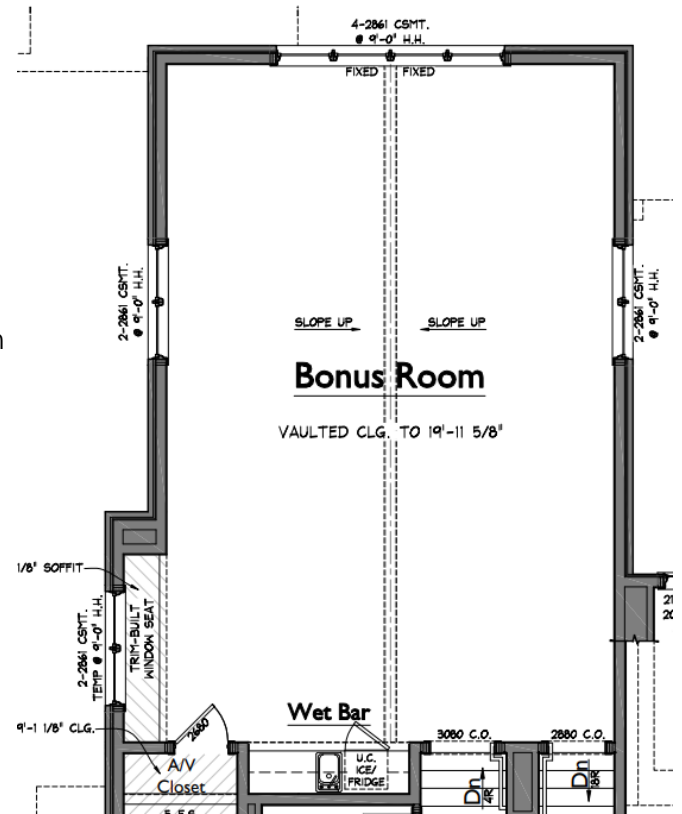 4-2861 CSMT.
@ 9'-0" H.H.
FIXED FIXED
2-2861 CSMT.
@ 9'-0" H.H.
2-2861 CSMT.
@ 9'-0" H.H.
n
SLOPE UP
SLOPE UP
Bonus Room
VAULTED CLG. TO 19'-11 5/8"
1/8" SOFFIT
TRIM-BUILT
WINDOW SEAT
2-2861 CSMT.
TEMP @ 9'-0" H.H.
21
20
9'-1 1/8" CLG.
2680
Wet Bar
3080 C.O.
2880 C.O.
A/V
Closet
U.C.
ICE/
FRIDGE
Dn
4R
Dn
8R